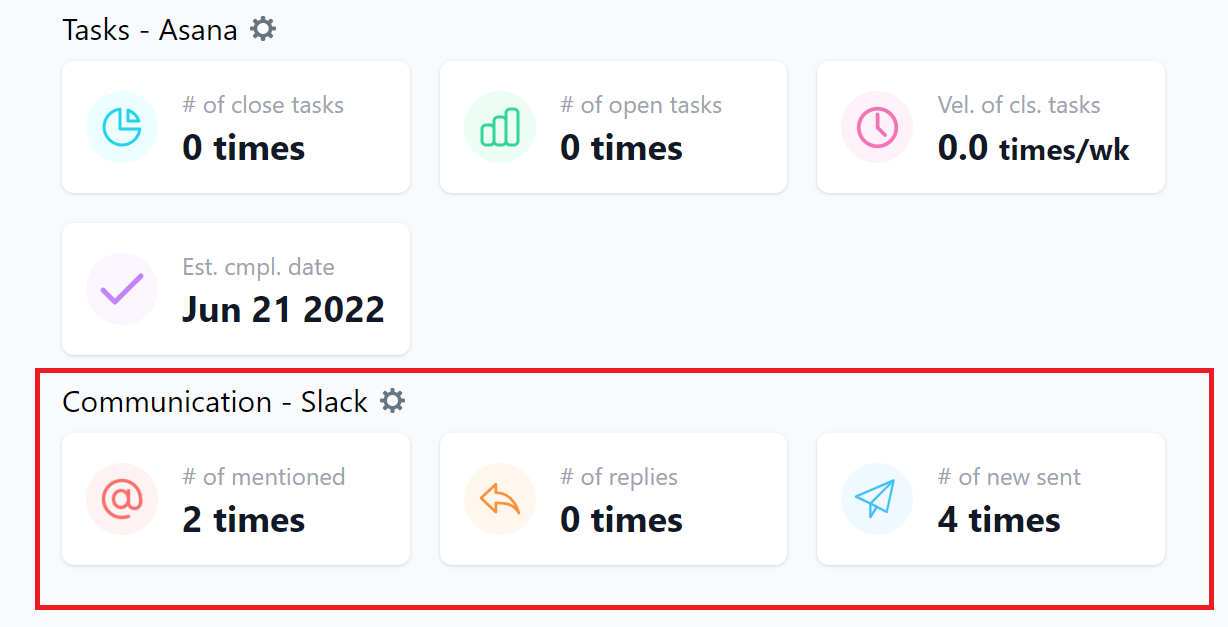 Tasks - Asana
# of close tasks
0 times
# of open tasks
0 times
Vel. of cls. tasks
0.0 times/wk
Est. cmpl. date
Jun 21 2022
Communication - Slack
# of mentioned
2 times
# of replies
0 times
# of new sent
4 times